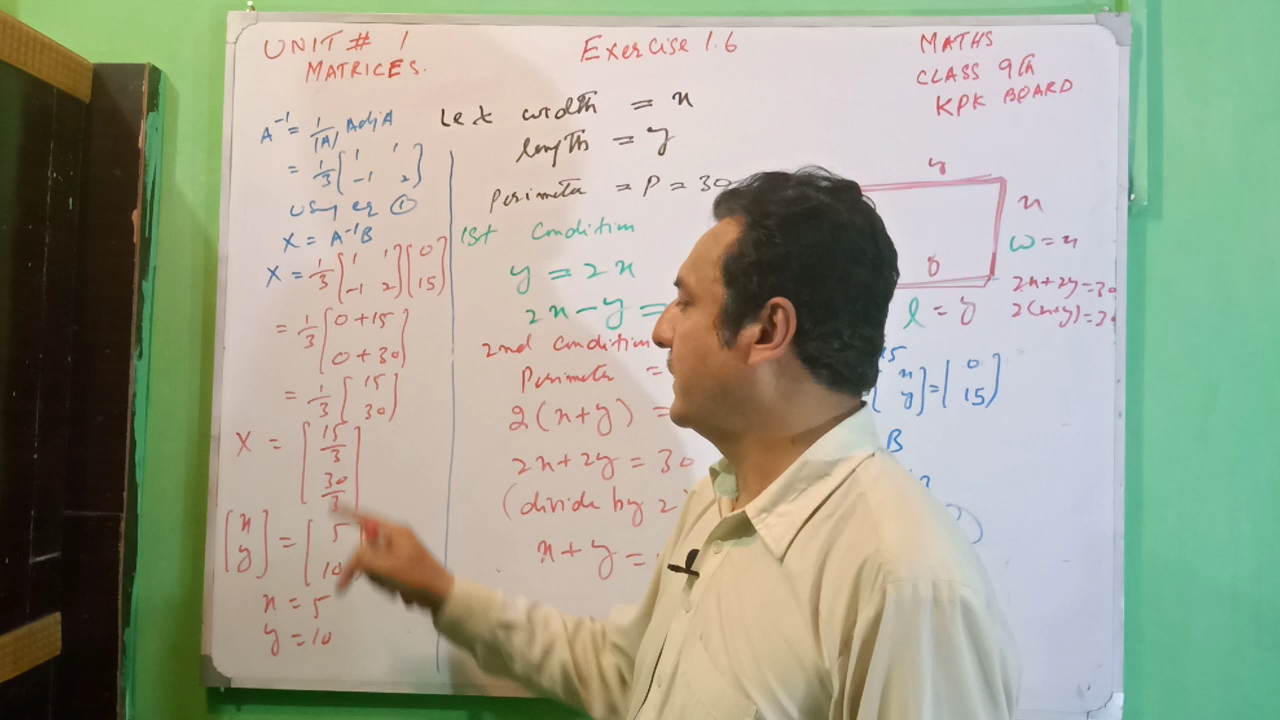 UNIT # 1
MATRICES.
Exercise 1.6
MATHS
CLASS 9th
KPK BOARD
A⁻¹ = 1/|A| Adj A
= 1/3 [1 1; -1 2]
using eq ①
X = A⁻¹B
X = 1/3 [1 1; -1 2] [0; 15]
= 1/3 [0+15; 0+30]
= 1/3 [15; 30]
X = [15/3; 30/3]
[x; y] = [5; 10]
x = 5
y = 10
Let width = x
length = y
Perimeter = P = 30
1st Condition
y = 2x
2x - y =
2nd condition
Perimeter =
2(x+y) =
2x+2y = 30
(divide by 2
x+y =
y
x
w = x
l = y
2x+2y=30
2(x+y)=3
15
[x; y] = [0; 15]
B